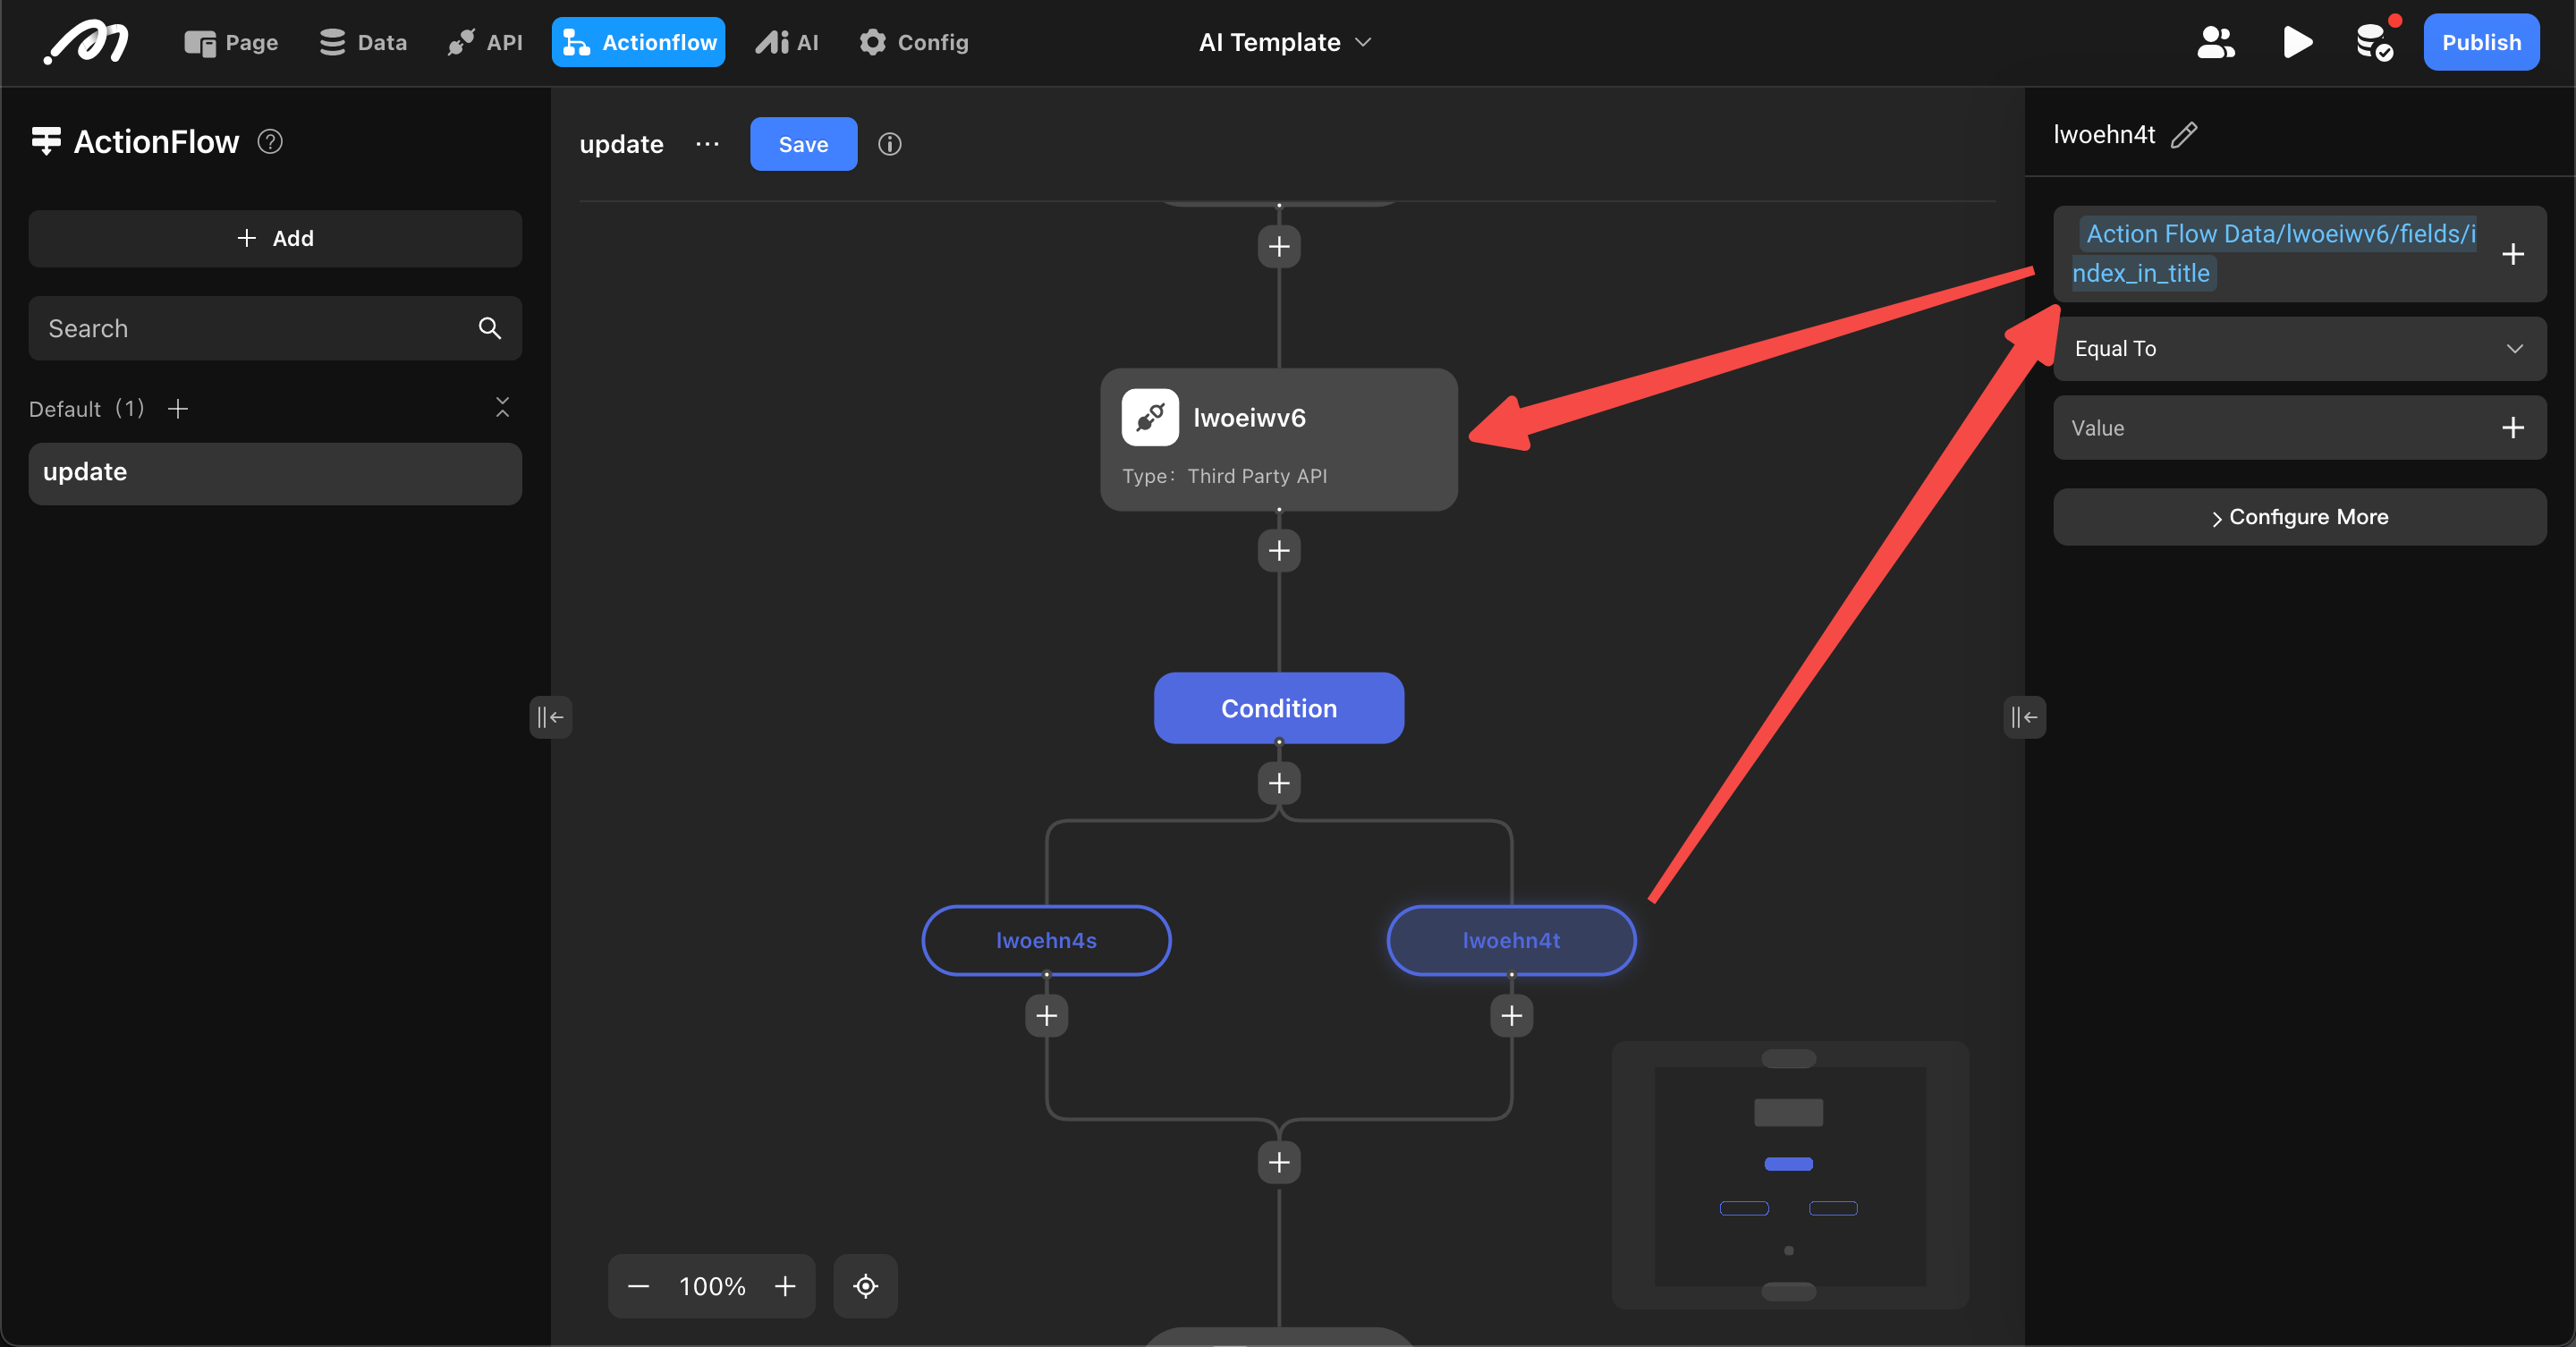 Page
Data
API
Actionflow
AI
Config
AI Template
Publish
ActionFlow
Add
Search
Default (1)
update
update
Save
lwoeiwv6
Type: Third Party API
Condition
lwoehn4s
lwoehn4t
100%
lwoehn4t
Action Flow Data/lwoeiwv6/fields/i
ndex_in_title
Equal To
Value
Configure More